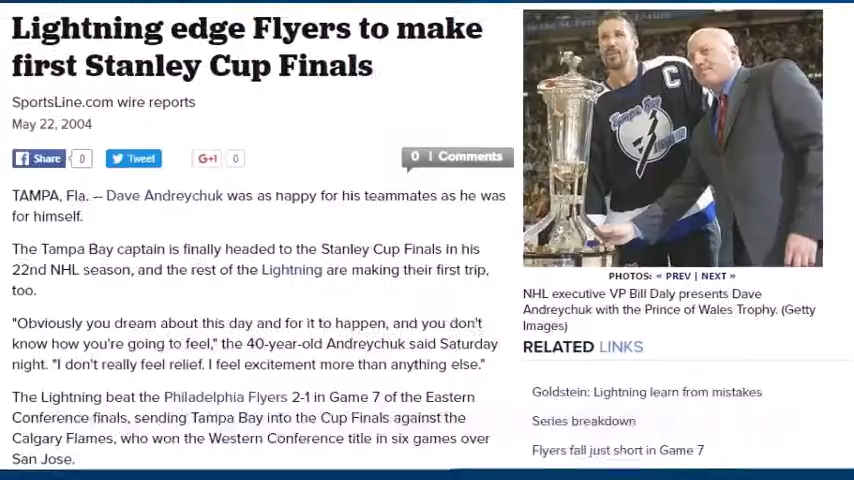 Lightning edge Flyers to make
first Stanley Cup Finals
SportsLine.com wire reports
May 22, 2004
Share 0 Tweet G+1 0
0 | Comments
TAMPA, Fla. -- Dave Andreychuk was as happy for his teammates as he was
for himself.
The Tampa Bay captain is finally headed to the Stanley Cup Finals in his
22nd NHL season, and the rest of the Lightning are making their first trip,
too.
"Obviously you dream about this day and for it to happen, and you don't
know how you're going to feel," the 40-year-old Andreychuk said Saturday
night. "I don't really feel relief. I feel excitement more than anything else."
The Lightning beat the Philadelphia Flyers 2-1 in Game 7 of the Eastern
Conference finals, sending Tampa Bay into the Cup Finals against the
Calgary Flames, who won the Western Conference title in six games over
San Jose.
C
Tampa Bay
PHOTOS: « PREV | NEXT »
NHL executive VP Bill Daly presents Dave
Andreychuk with the Prince of Wales Trophy. (Getty
Images)
RELATED LINKS
Goldstein: Lightning learn from mistakes
Series breakdown
Flyers fall just short in Game 7